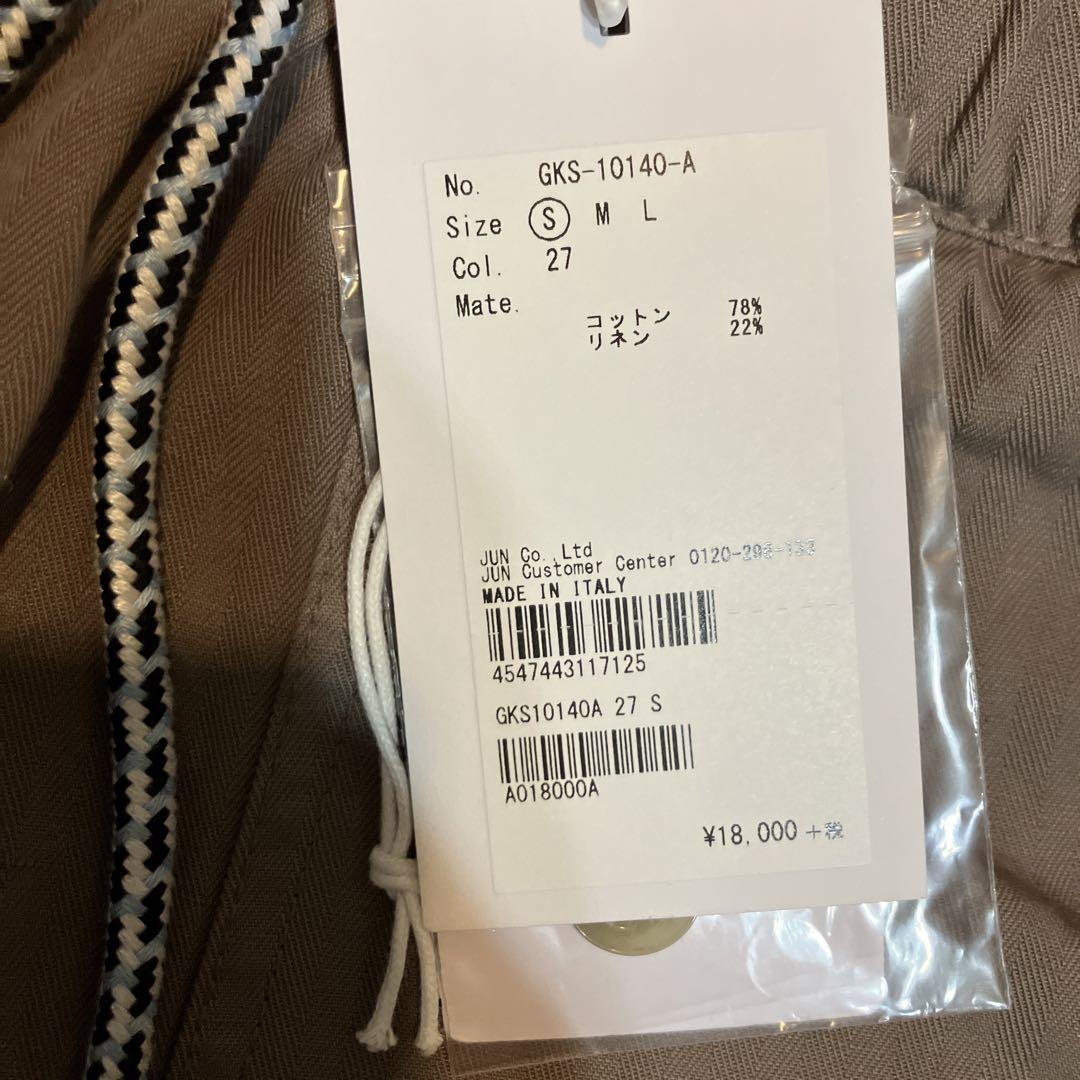 No. GKS-10140-A
Size S M L
Col. 27
Mate.
コットン 78%
リネン 22%
JUN Co.,Ltd
JUN Customer Center 0120-298-133
MADE IN ITALY
4547443117125
GKS10140A 27 S
A018000A
¥18,000+税